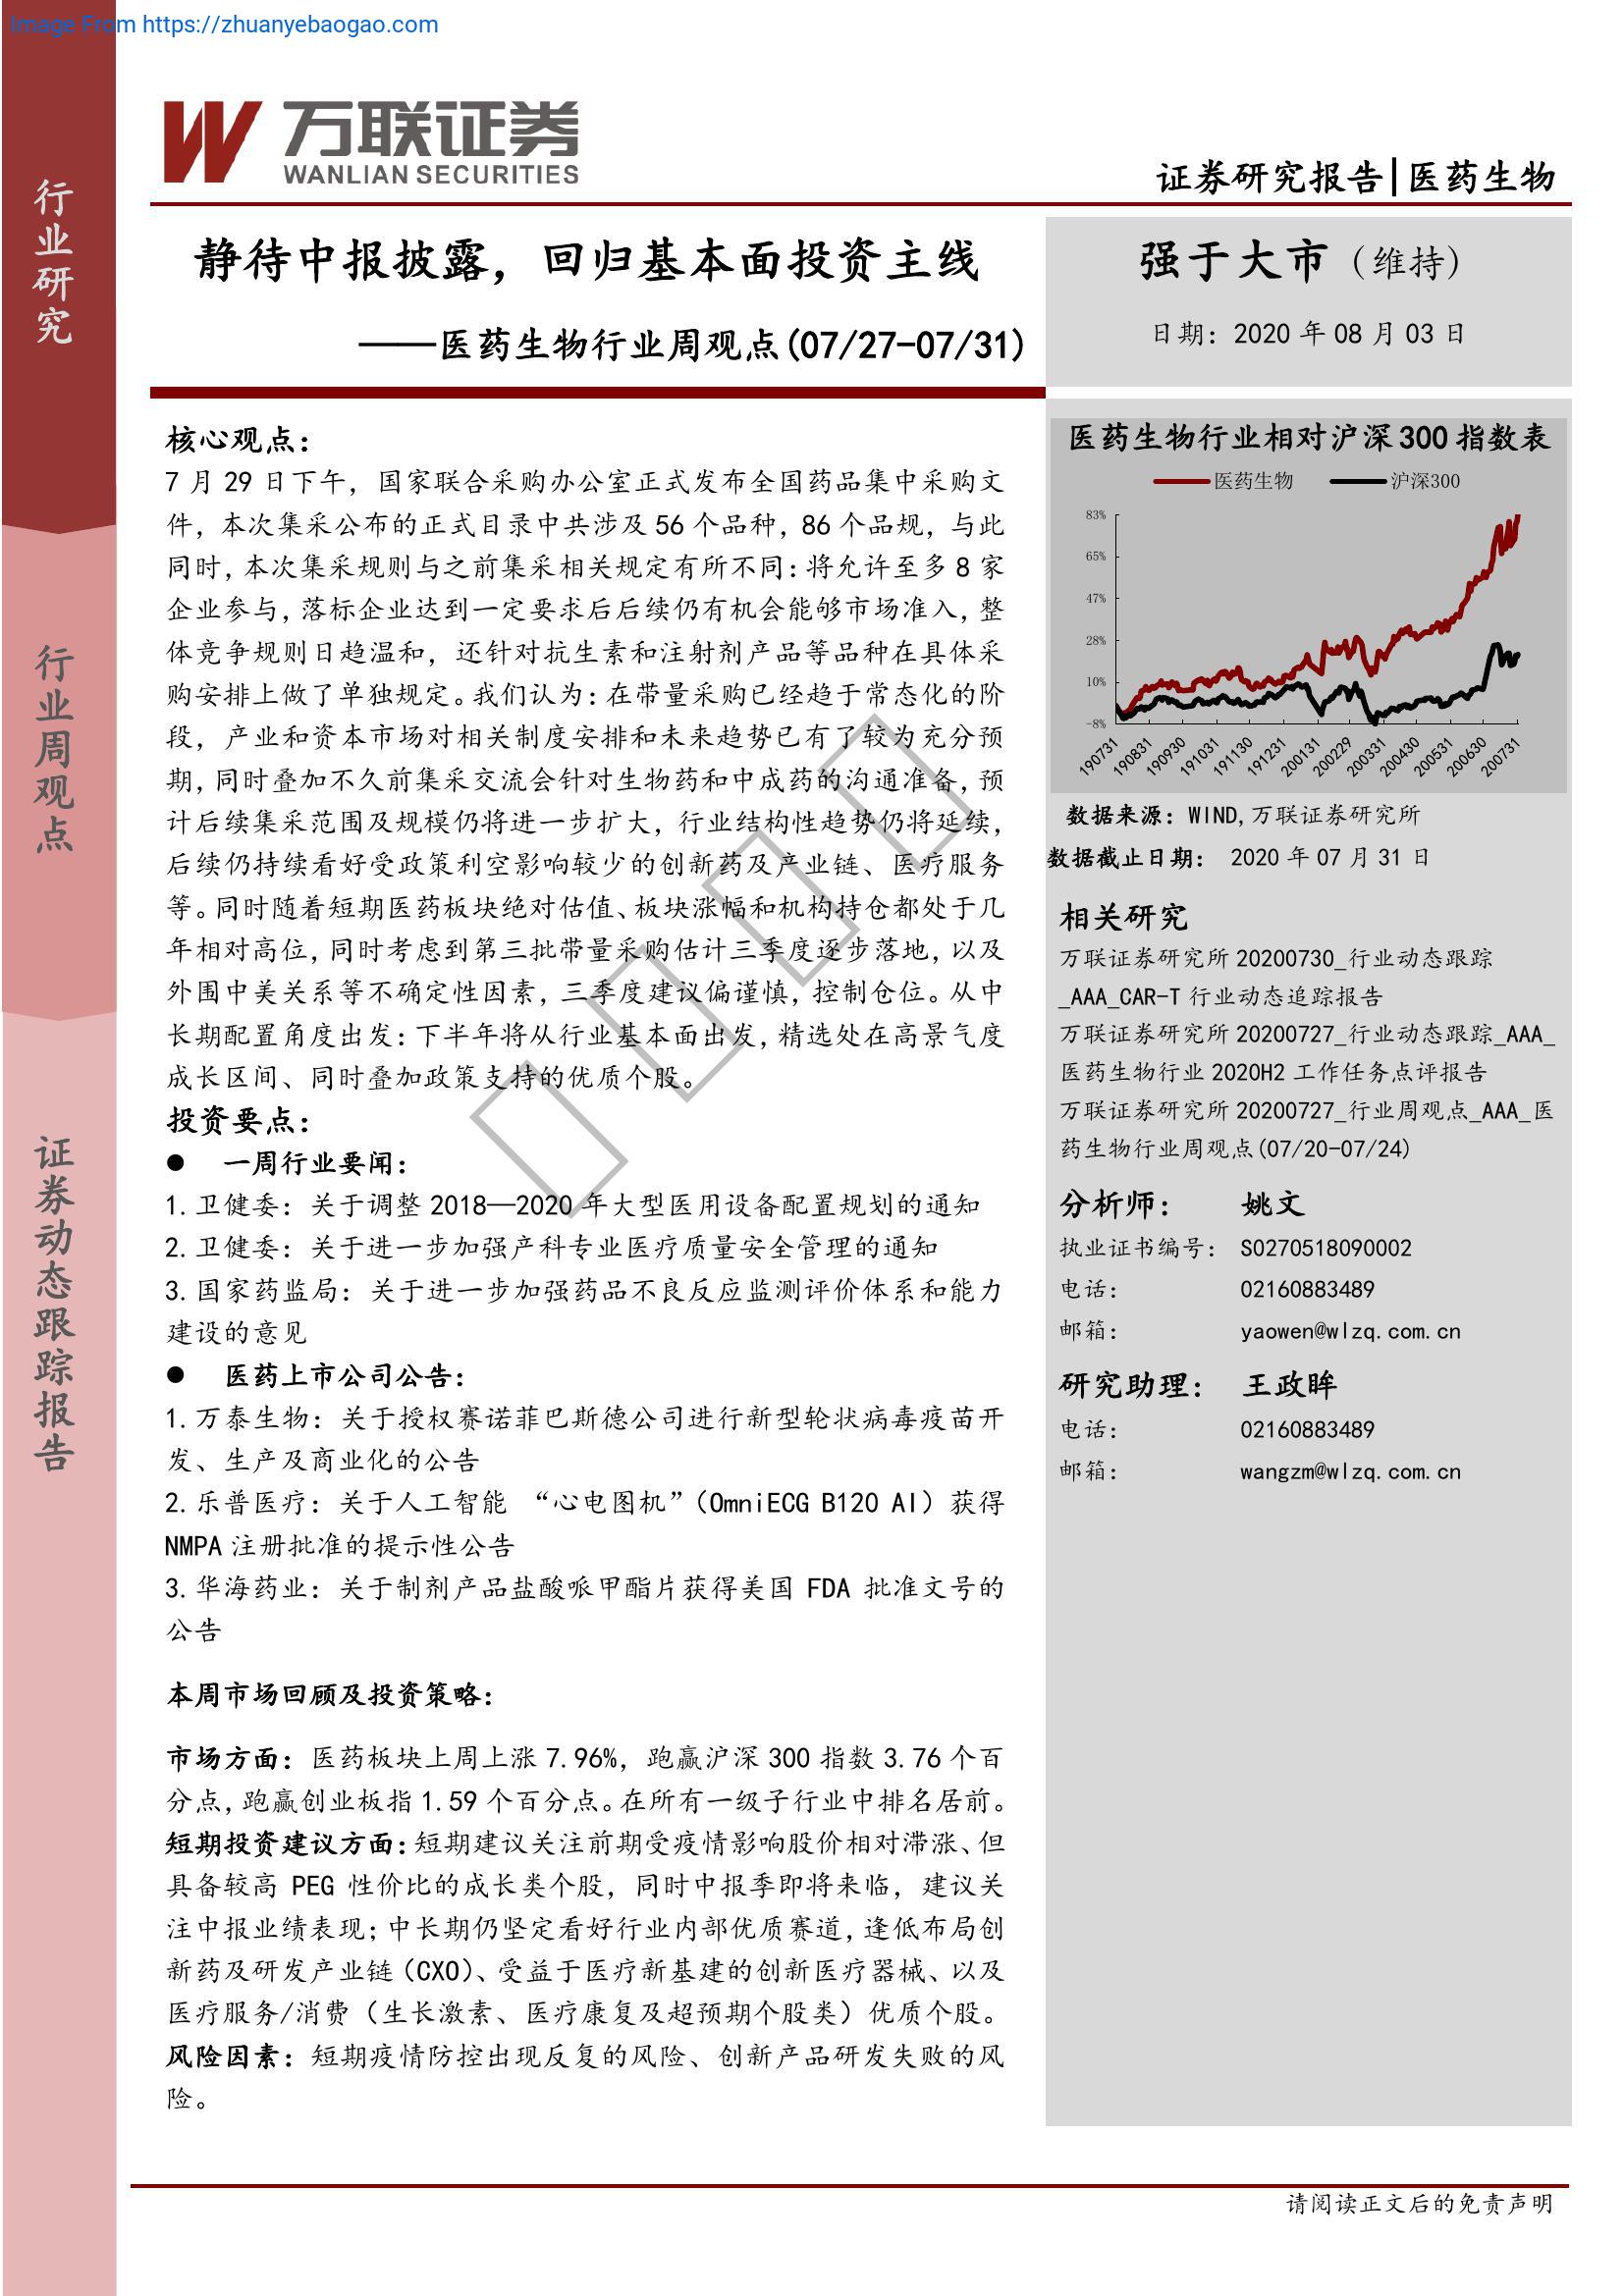 Image From https://zhuanyebaogao.com
万联证券
WANLIAN SECURITIES
证券研究报告|医药生物
行业研究
行业周观点
证券动态跟踪报告
静待中报披露，回归基本面投资主线
——医药生物行业周观点(07/27-07/31)
强于大市（维持）
日期：2020 年 08 月 03 日
核心观点：
7 月 29 日下午，国家联合采购办公室正式发布全国药品集中采购文
件，本次集采公布的正式目录中共涉及 56 个品种，86 个品规，与此
同时，本次集采规则与之前集采相关规定有所不同：将允许至多 8 家
企业参与，落标企业达到一定要求后后续仍有机会能够市场准入，整
体竞争规则日趋温和，还针对抗生素和注射剂产品等品种在具体采
购安排上做了单独规定。我们认为：在带量采购已经趋于常态化的阶
段，产业和资本市场对相关制度安排和未来趋势已有了较为充分预
期，同时叠加不久前集采交流会针对生物药和中成药的沟通准备，预
计后续集采范围及规模仍将进一步扩大，行业结构性趋势仍将延续，
后续仍持续看好受政策利空影响较少的创新药及产业链、医疗服务
等。同时随着短期医药板块绝对估值、板块涨幅和机构持仓都处于几
年相对高位，同时考虑到第三批带量采购估计三季度逐步落地，以及
外围中美关系等不确定性因素，三季度建议偏谨慎，控制仓位。从中
长期配置角度出发：下半年将从行业基本面出发，精选处在高景气度
成长区间、同时叠加政策支持的优质个股。
投资要点：
● 一周行业要闻：
1.卫健委：关于调整 2018—2020 年大型医用设备配置规划的通知
2.卫健委：关于进一步加强产科专业医疗质量安全管理的通知
3.国家药监局：关于进一步加强药品不良反应监测评价体系和能力
建设的意见
● 医药上市公司公告：
1.万泰生物：关于授权赛诺菲巴斯德公司进行新型轮状病毒疫苗开
发、生产及商业化的公告
2.乐普医疗：关于人工智能 “心电图机”（OmniECG B120 AI）获得
NMPA 注册批准的提示性公告
3.华海药业：关于制剂产品盐酸哌甲酯片获得美国 FDA 批准文号的
公告
本周市场回顾及投资策略：
市场方面：医药板块上周上涨 7.96%，跑赢沪深 300 指数 3.76 个百
分点，跑赢创业板指 1.59 个百分点。在所有一级子行业中排名居前。
短期投资建议方面：短期建议关注前期受疫情影响股价相对滞涨、但
具备较高 PEG 性价比的成长类个股，同时中报季即将来临，建议关
注中报业绩表现；中长期仍坚定看好行业内部优质赛道，逢低布局创
新药及研发产业链（CXO）、受益于医疗新基建的创新医疗器械、以及
医疗服务/消费（生长激素、医疗康复及超预期个股类）优质个股。
风险因素：短期疫情防控出现反复的风险、创新产品研发失败的风
险。
医药生物行业相对沪深 300 指数表
医药生物 沪深300
83%
65%
47%
28%
10%
-8%
190731 190831 190930 191031 191130 191231 200131 200229 200331 200430 200531 200630 200731
数据来源：WIND,万联证券研究所
数据截止日期： 2020 年 07 月 31 日
相关研究
万联证券研究所 20200730_行业动态跟踪
_AAA_CAR-T 行业动态追踪报告
万联证券研究所 20200727_行业动态跟踪_AAA_
医药生物行业 2020H2 工作任务点评报告
万联证券研究所 20200727_行业周观点_AAA_医
药生物行业周观点(07/20-07/24)
分析师： 姚文
执业证书编号： S0270518090002
电话： 02160883489
邮箱： yaowen@wlzq.com.cn
研究助理： 王政眸
电话： 02160883489
邮箱： wangzm@wlzq.com.cn
请阅读正文后的免责声明